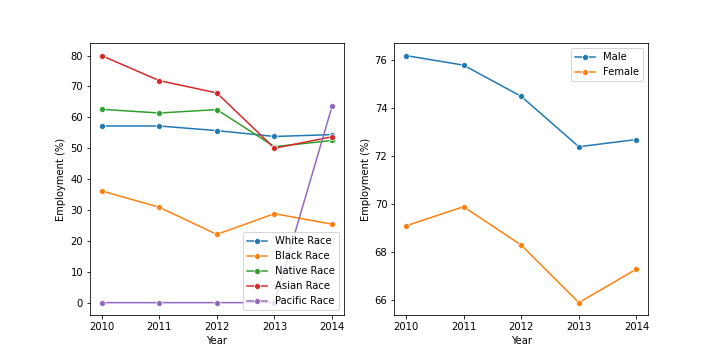 80
70
60
50
40
30
20
10
0
Employment (%)
2010 2011 2012 2013 2014
Year
White Race
Black Race
Native Race
Asian Race
Pacific Race
76
74
72
70
68
66
Employment (%)
2010 2011 2012 2013 2014
Year
Male
Female